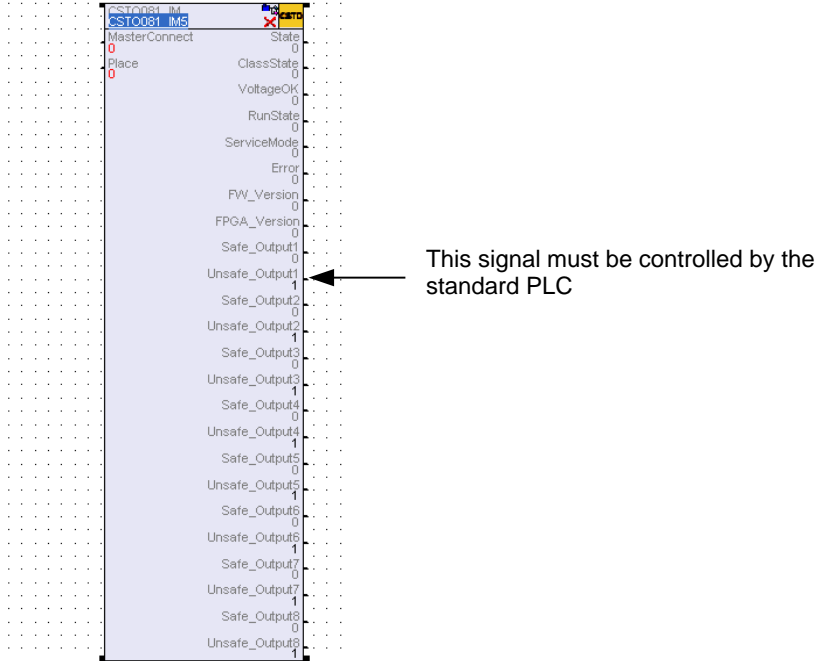 CSTO081_IM
CSTO081_IM5
CSTO
MasterConnect State
0 0
Place ClassState
0 0
VoltageOK
0
RunState
0
ServiceMode
0
Error
0
FW_Version
0
FPGA_Version
0
Safe_Output1
0
Unsafe_Output1
1
Safe_Output2
0
Unsafe_Output2
1
Safe_Output3
0
Unsafe_Output3
1
Safe_Output4
0
Unsafe_Output4
1
Safe_Output5
0
Unsafe_Output5
1
Safe_Output6
0
Unsafe_Output6
1
Safe_Output7
0
Unsafe_Output7
1
Safe_Output8
0
Unsafe_Output8
1
This signal must be controlled by the
standard PLC